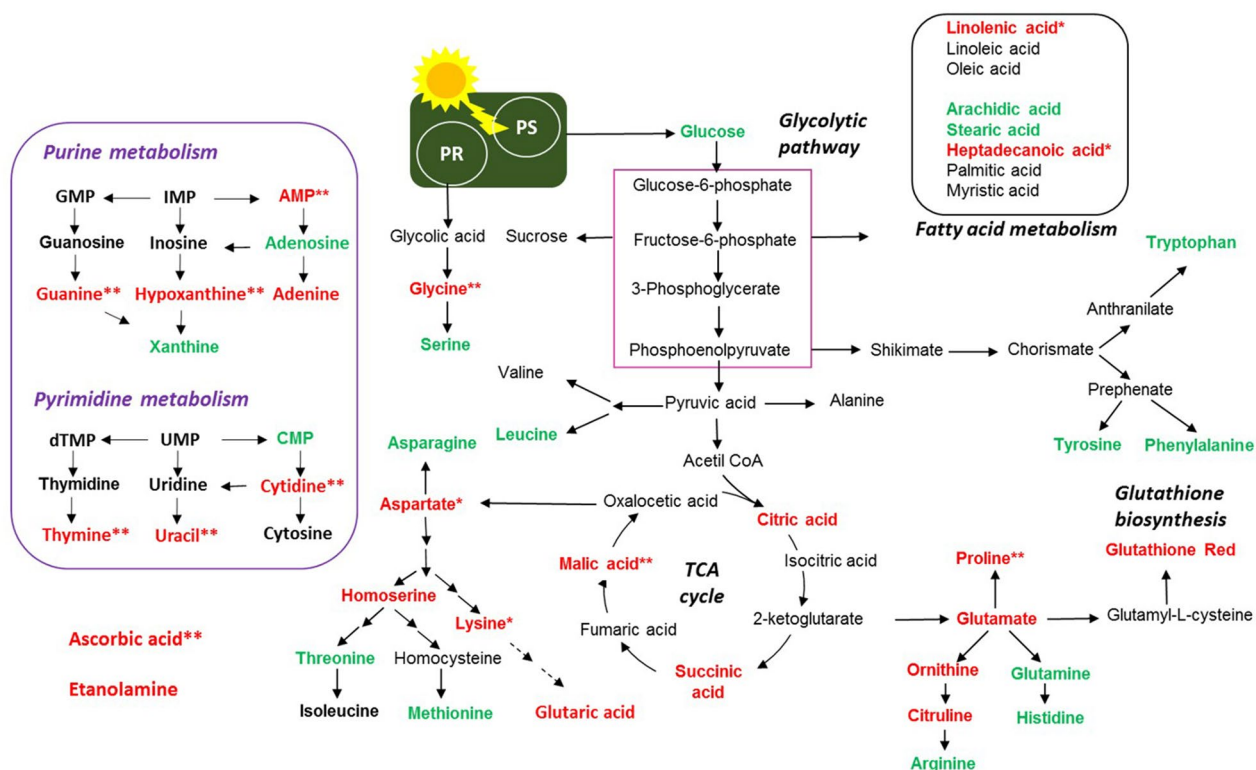 Linolenic acid*
Linoleic acid
Oleic acid
Arachidic acid
Stearic acid
Heptadecanoic acid*
Palmitic acid
Myristic acid
Fatty acid metabolism
PS
PR
Glucose
Glycolytic
pathway
Glucose-6-phosphate
Glycolic acid
Sucrose
Fructose-6-phosphate
Glycine**
3-Phosphoglycerate
Serine
Phosphoenolpyruvate
Shikimate
Chorismate
Anthranilate
Tryptophan
Prephenate
Tyrosine
Phenylalanine
Purine metabolism
GMP
IMP
AMP**
Guanosine
Inosine
Adenosine
Guanine**
Hypoxanthine**
Adenine
Xanthine
Pyrimidine metabolism
dTMP
UMP
CMP
Thymidine
Uridine
Cytidine**
Thymine**
Uracil**
Cytosine
Valine
Pyruvic acid
Alanine
Leucine
Asparagine
Acetil CoA
Aspartate*
Oxalocetic acid
Citric acid
Malic acid**
TCA
cycle
Isocitric acid
Homoserine
Lysine*
Fumaric acid
2-ketoglutarate
Threonine
Homocysteine
Succinic
acid
Isoleucine
Methionine
Glutaric acid
Ascorbic acid**
Etanolamine
Glutathione
biosynthesis
Proline**
Glutathione Red
Glutamate
Glutamyl-L-cysteine
Ornithine
Glutamine
Citruline
Histidine
Arginine